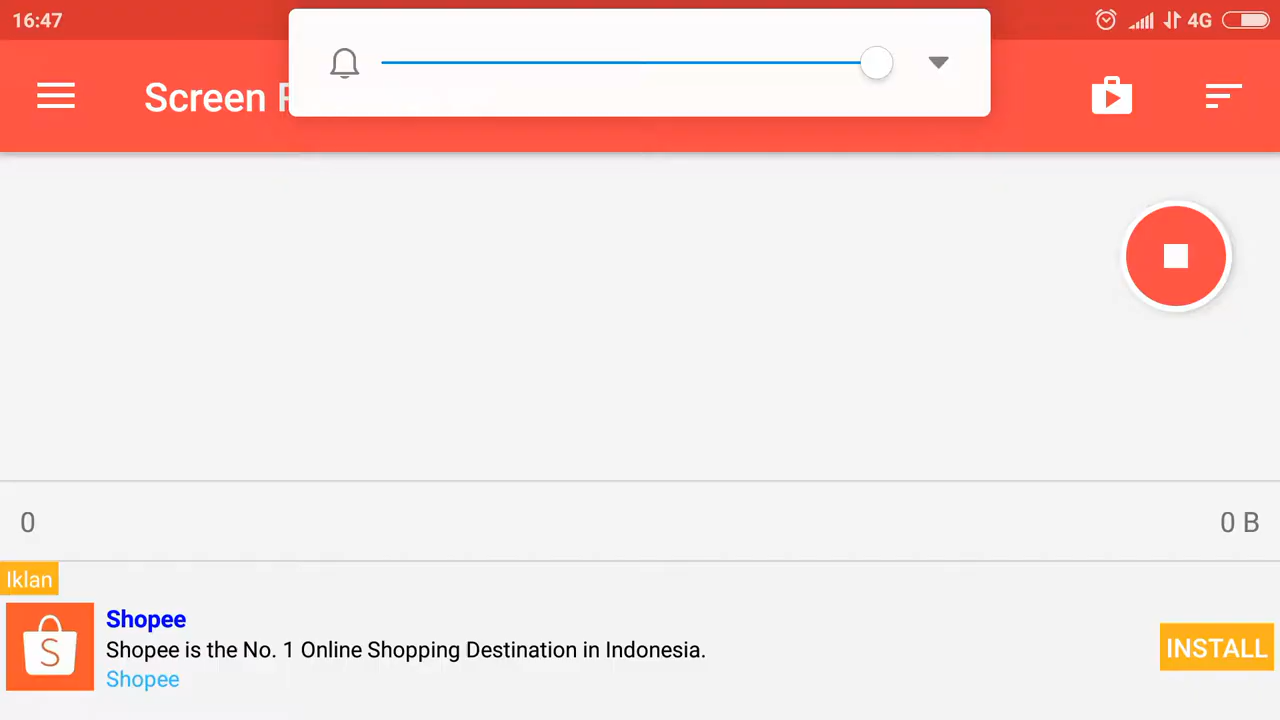 16:47
4G
Screen
0
0 B
Iklan
Shopee
Shopee is the No. 1 Online Shopping Destination in Indonesia.
Shopee
INSTALL